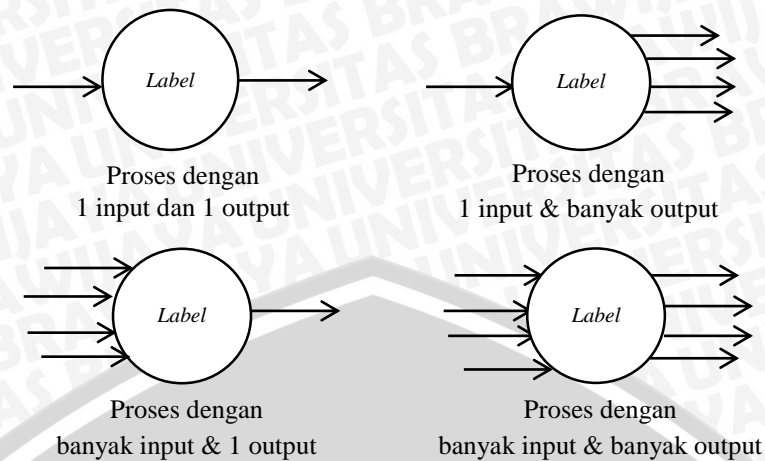 Label
Label
Proses dengan
1 input dan 1 output
Proses dengan
1 input & banyak output
Label
Label
Proses dengan
banyak input & 1 output
Proses dengan
banyak input & banyak output